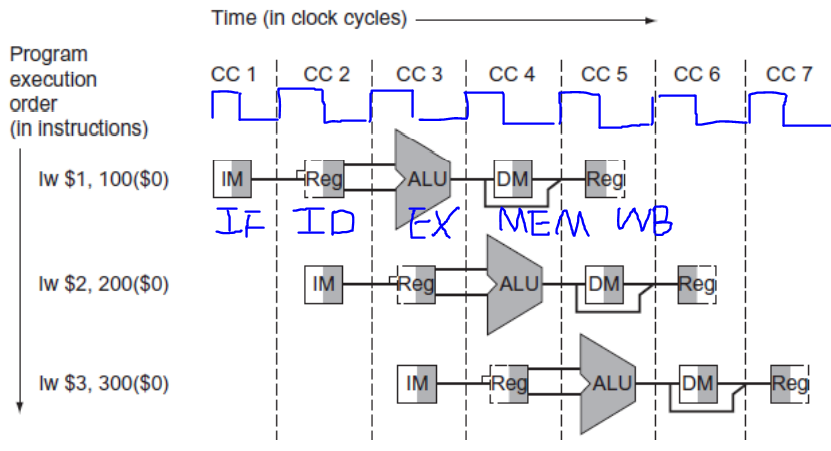 Time (in clock cycles)
Program
execution
order
(in instructions)
CC 1 CC 2 CC 3 CC 4 CC 5 CC 6 CC 7
lw $1, 100($0) IM Reg ALU DM Reg
IF ID EX MEM WB
lw $2, 200($0) IM Reg ALU DM Reg
lw $3, 300($0) IM Reg ALU DM Reg